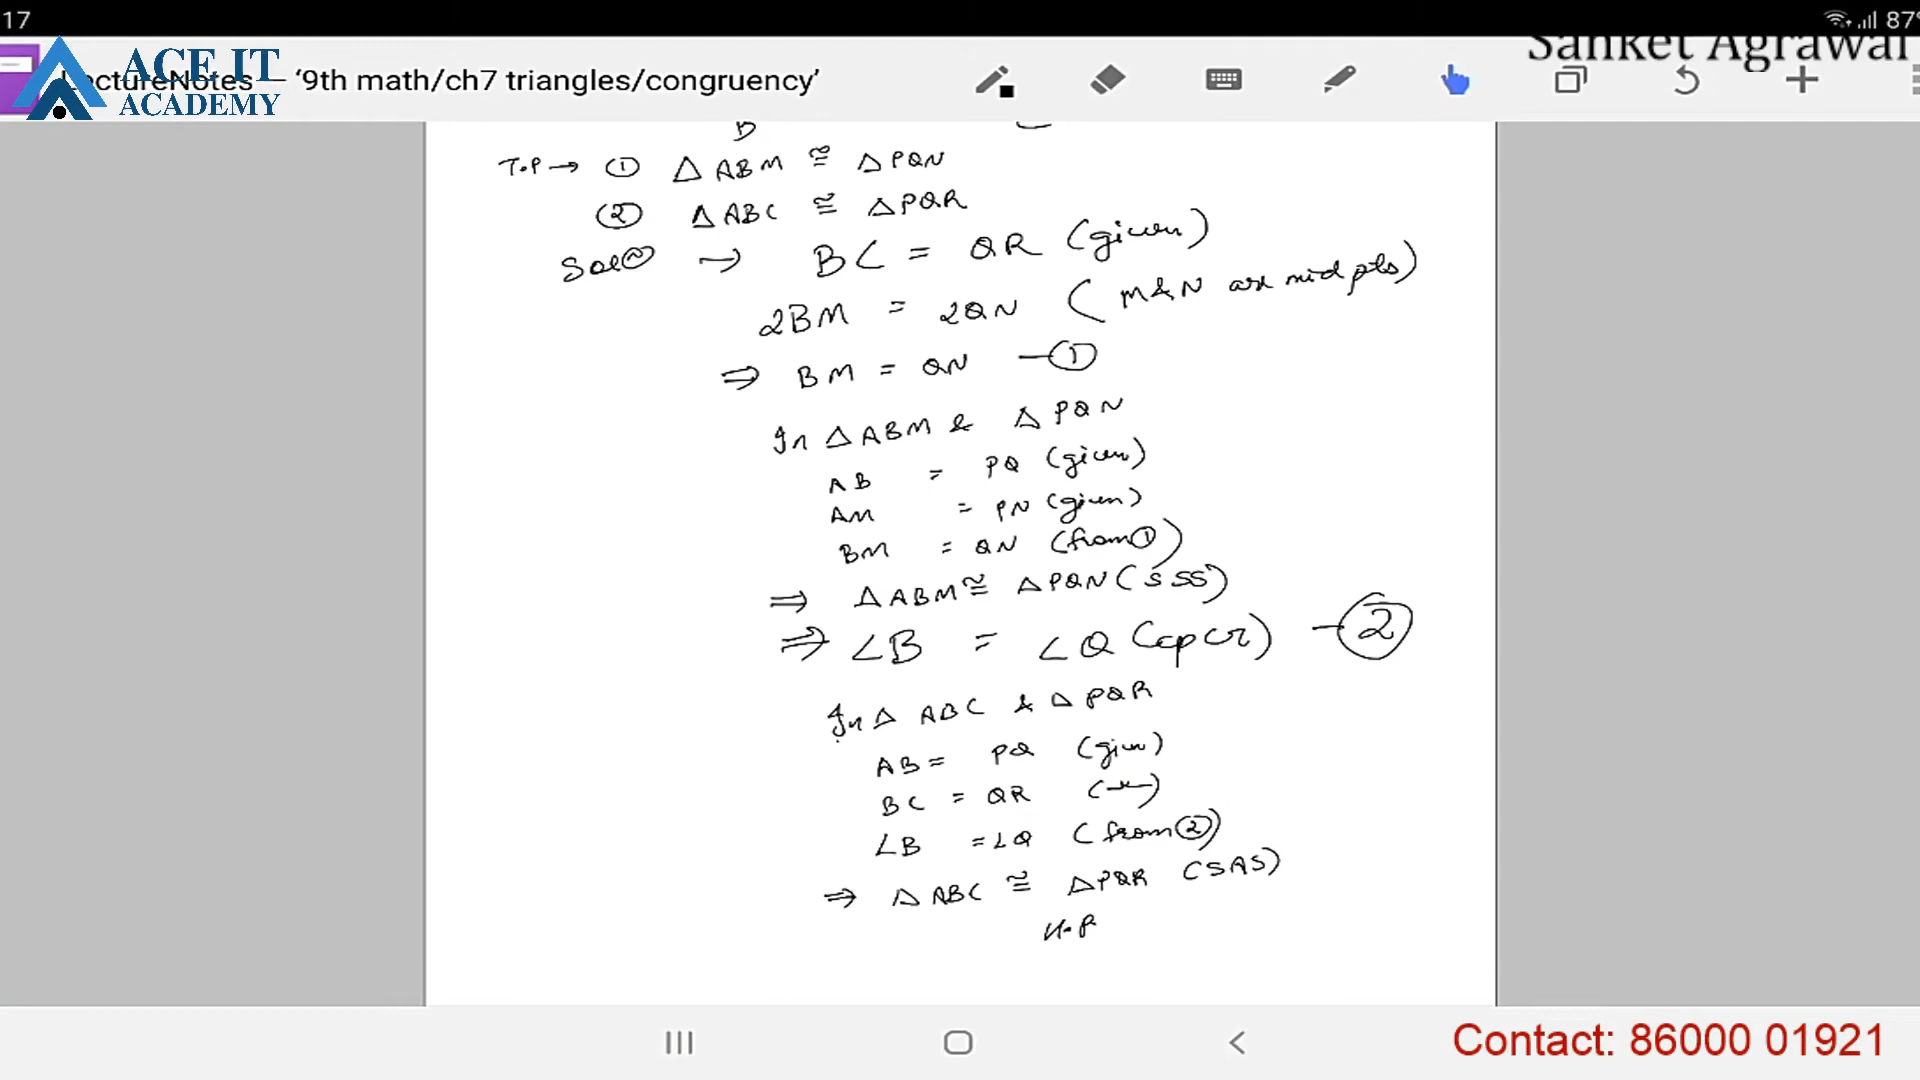 17
87%
Sanket Agrawal
ACE IT
ACADEMY
LectureNotes – ‘9th math/ch7 triangles/congruency’
B C
T.P → ① △ABM ≅ △PQN
② △ABC ≅ △PQR
Soln → BC = QR (given)
2BM = 2QN (M & N are mid pts)
⇒ BM = QN —①
In △ABM & △PQN
AB = PQ (given)
AM = PN (given)
BM = QN (from ①)
⇒ △ABM ≅ △PQN (SSS)
⇒ ∠B = ∠Q (cpct) —②
In △ABC & △PQR
AB = PQ (given)
BC = QR
∠B = ∠Q (from ②)
⇒ △ABC ≅ △PQR (SAS)
H.P
Contact: 86000 01921